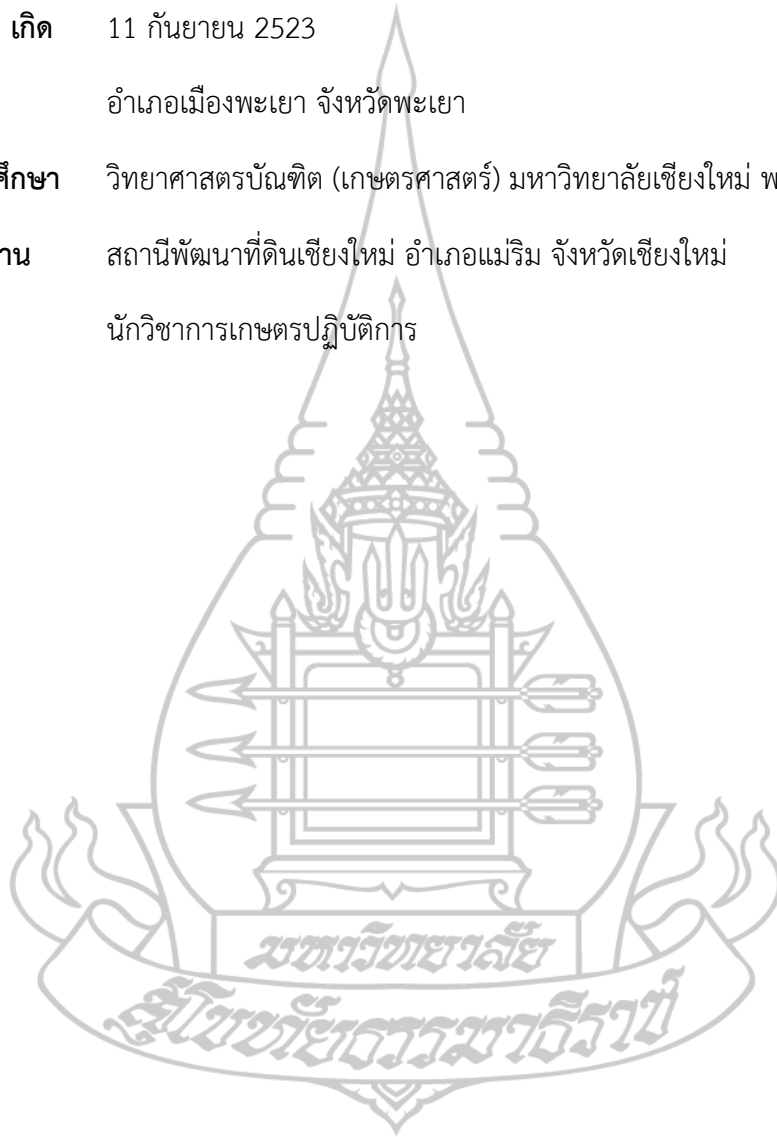 เกิด 11 กันยายน 2523
อำเภอเมืองพะเยา จังหวัดพะเยา
ศึกษา วิทยาศาสตรบัณฑิต (เกษตรศาสตร์) มหาวิทยาลัยเชียงใหม่ พ
าน สถานีพัฒนาที่ดินเชียงใหม่ อำเภอแม่ริม จังหวัดเชียงใหม่
นักวิชาการเกษตรปฏิบัติการ
มหาวิทยาลัย
สุโขทัยธรรมาธิราช